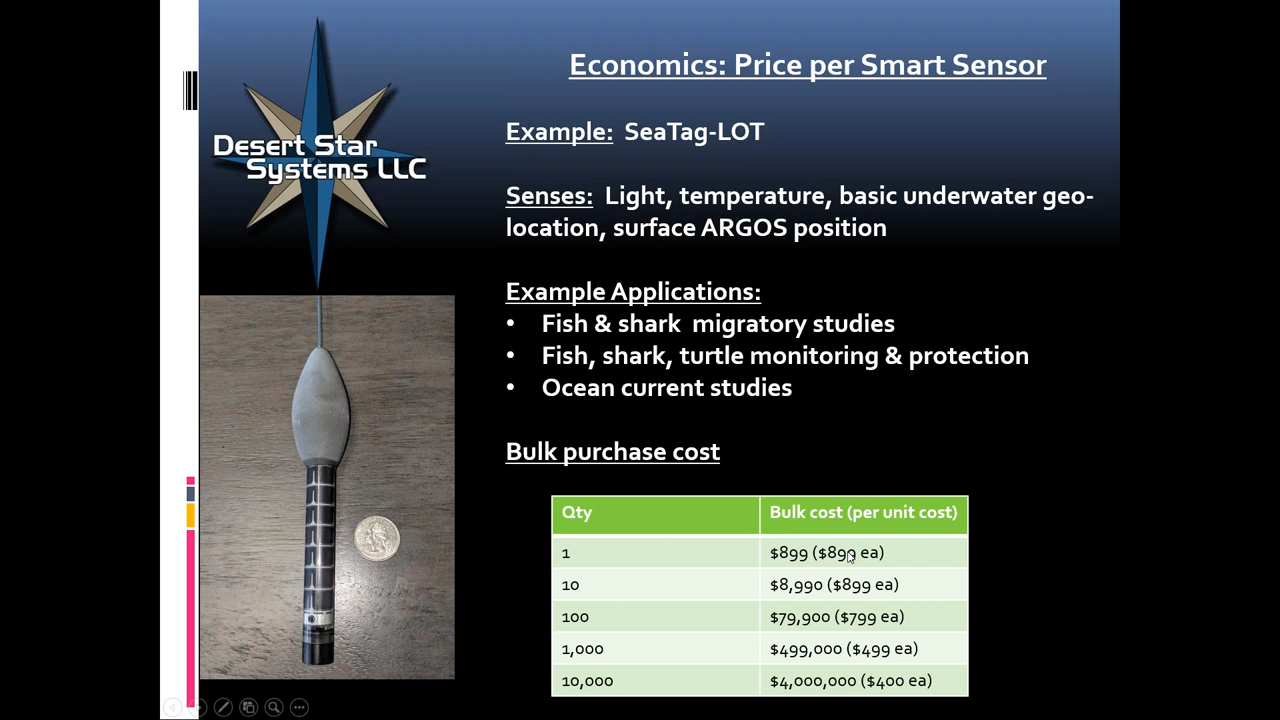 Desert Star
Systems LLC
Economics: Price per Smart Sensor
Example: SeaTag-LOT
Senses: Light, temperature, basic underwater geo-
location, surface ARGOS position
Example Applications:
• Fish & shark migratory studies
• Fish, shark, turtle monitoring & protection
• Ocean current studies
Bulk purchase cost
Qty Bulk cost (per unit cost)
1 $899 ($899 ea)
10 $8,990 ($899 ea)
100 $79,900 ($799 ea)
1,000 $499,000 ($499 ea)
10,000 $4,000,000 ($400 ea)